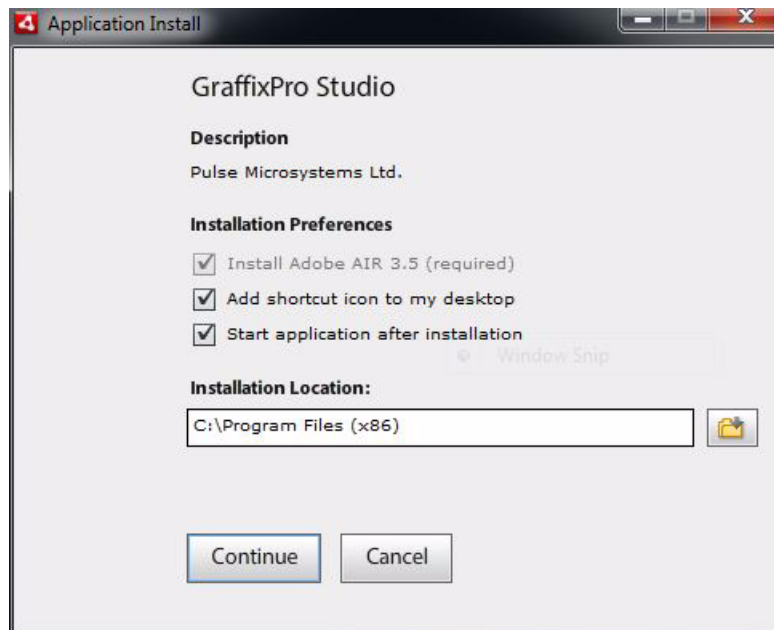 Application Install
GraffixPro Studio
Description
Pulse Microsystems Ltd.
Installation Preferences
Install Adobe AIR 3.5 (required)
Add shortcut icon to my desktop
Start application after installation
Window Snip
Installation Location:
C:\Program Files (x86)
Continue Cancel